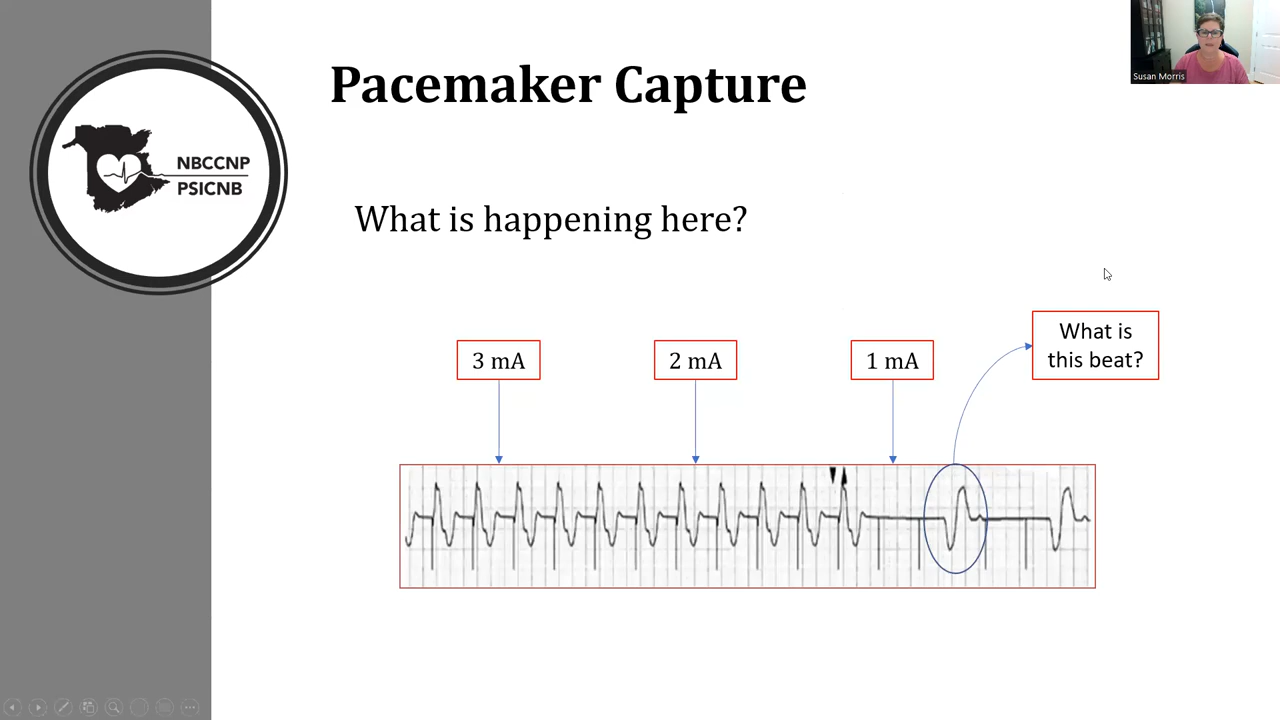 Pacemaker Capture
Susan Morris
NBCCNP
PSICNB
What is happening here?
What is
this beat?
3 mA
2 mA
1 mA